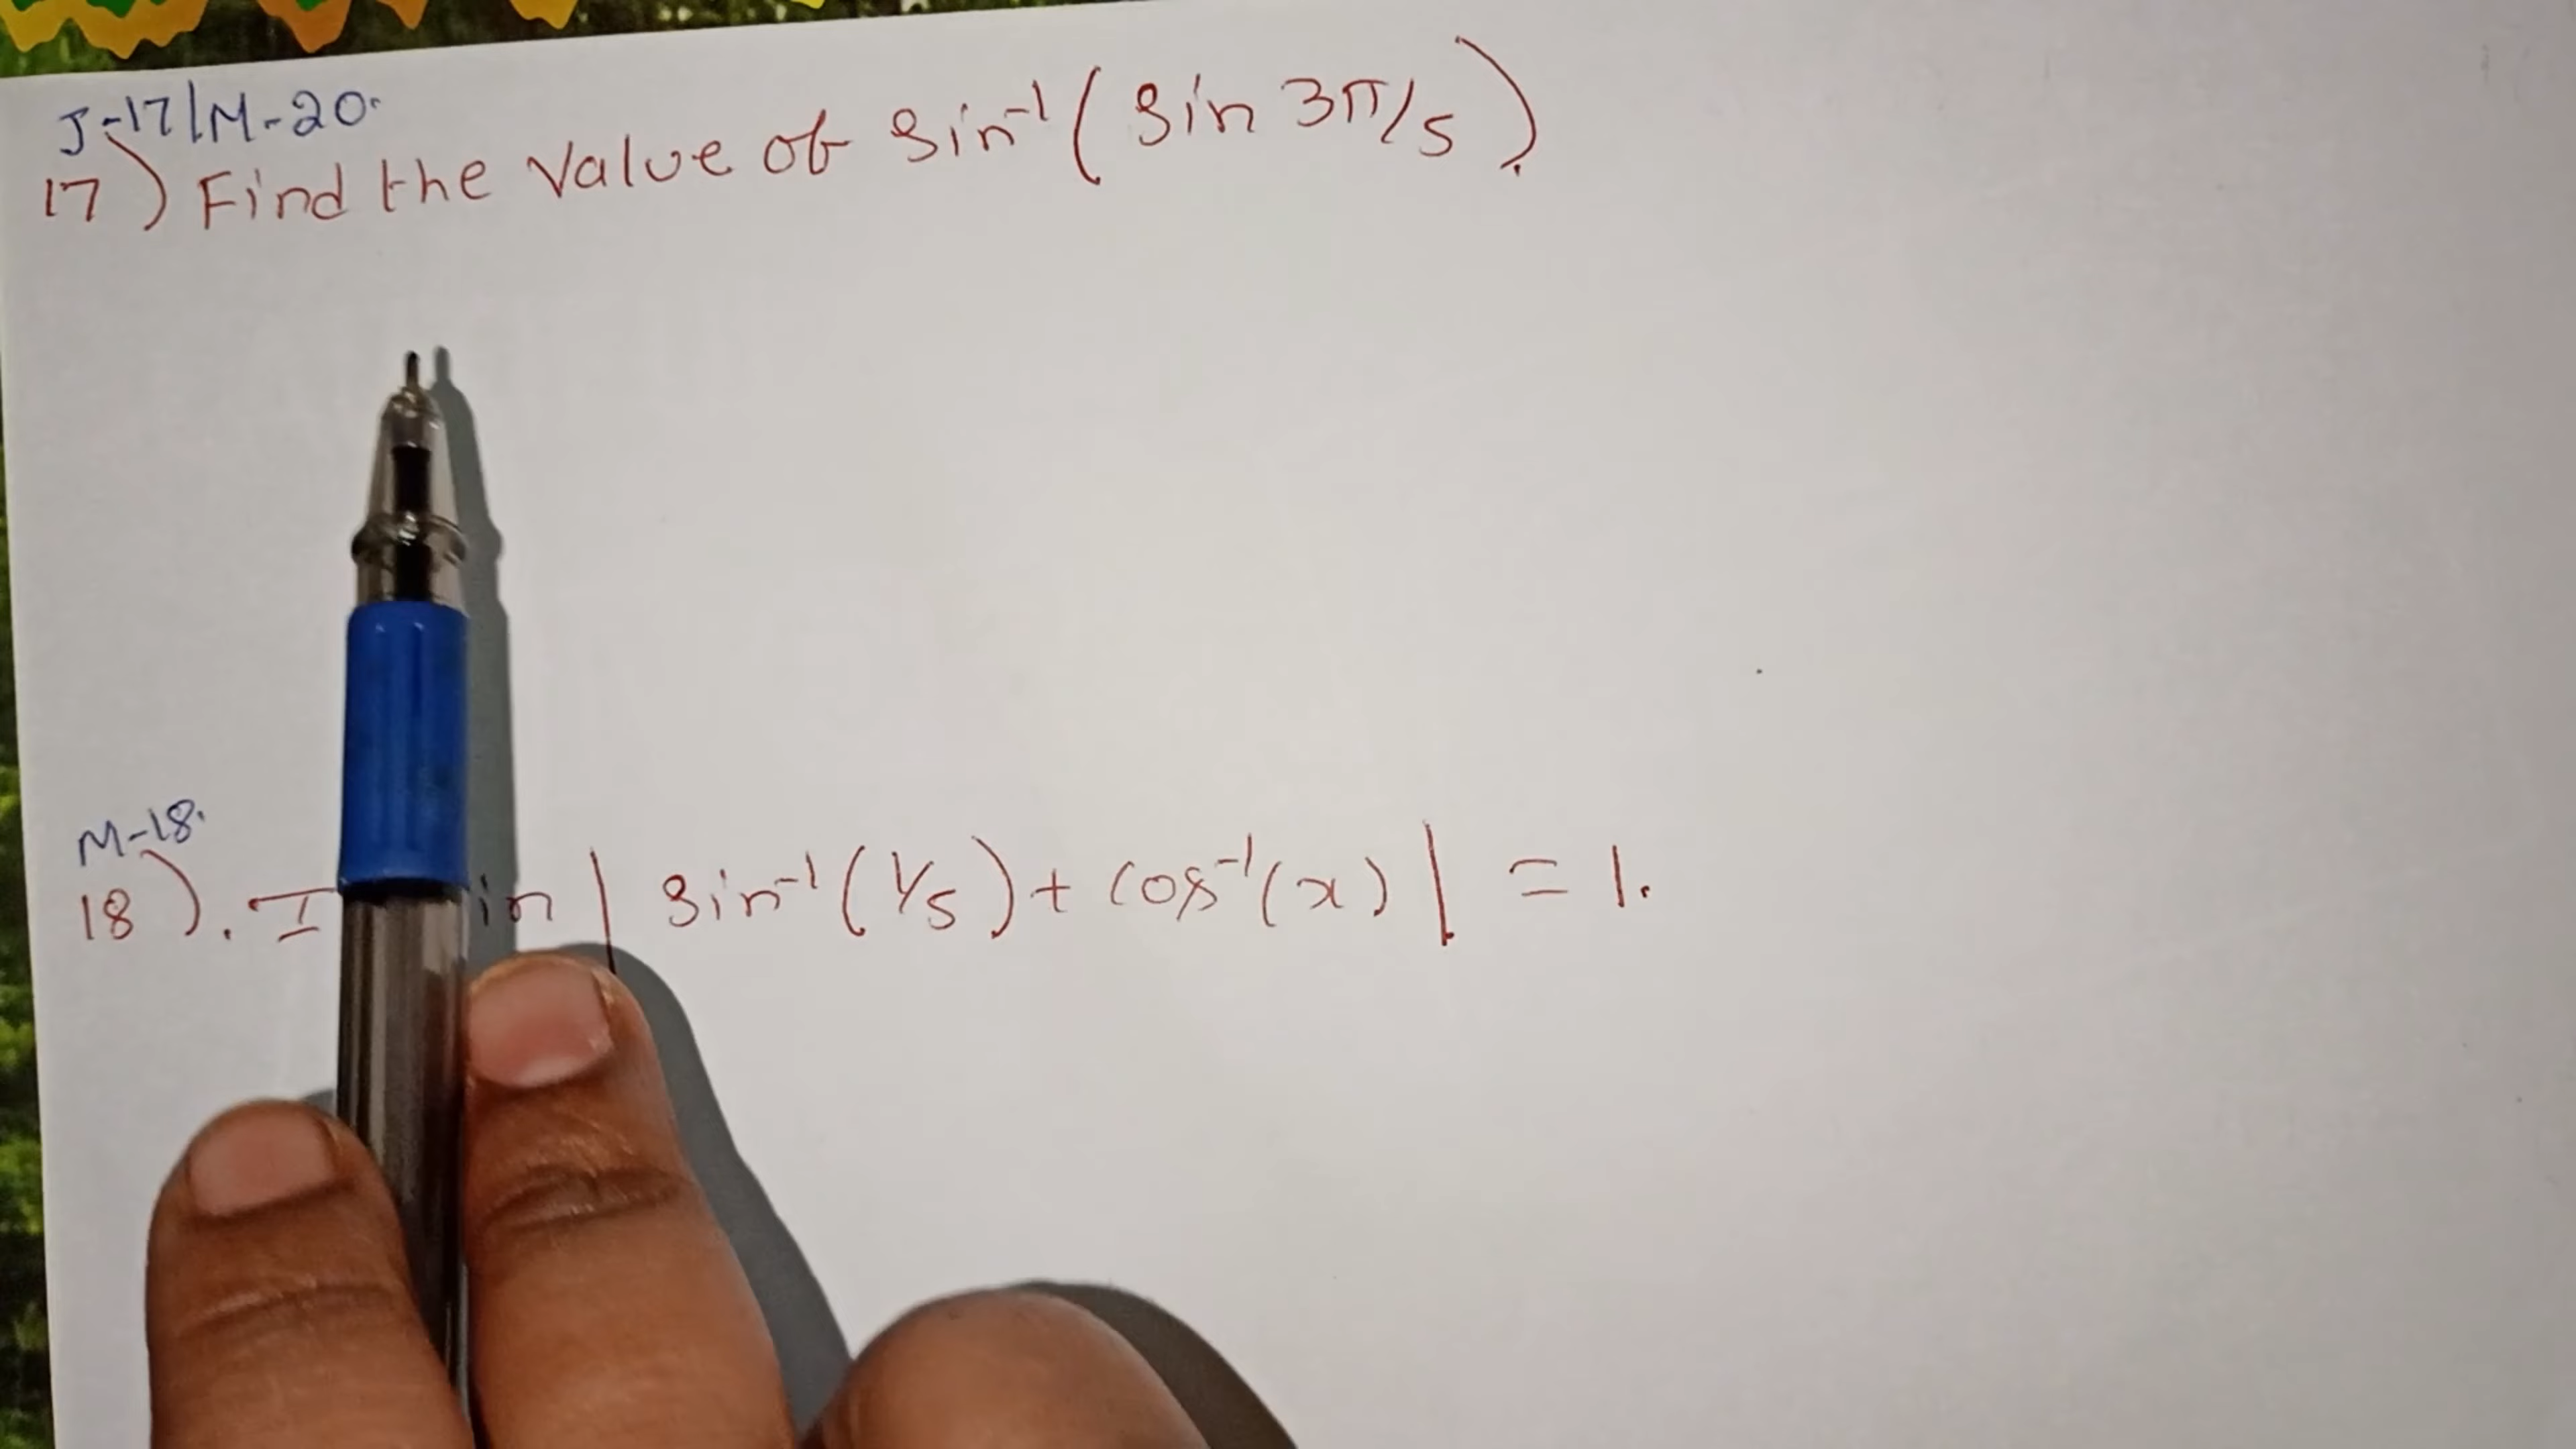 J-17/M-20.
17) Find the value of sin⁻¹(sin 3π/5).
M-18.
18). I in | sin⁻¹(1/5) + cos⁻¹(x) | = 1.